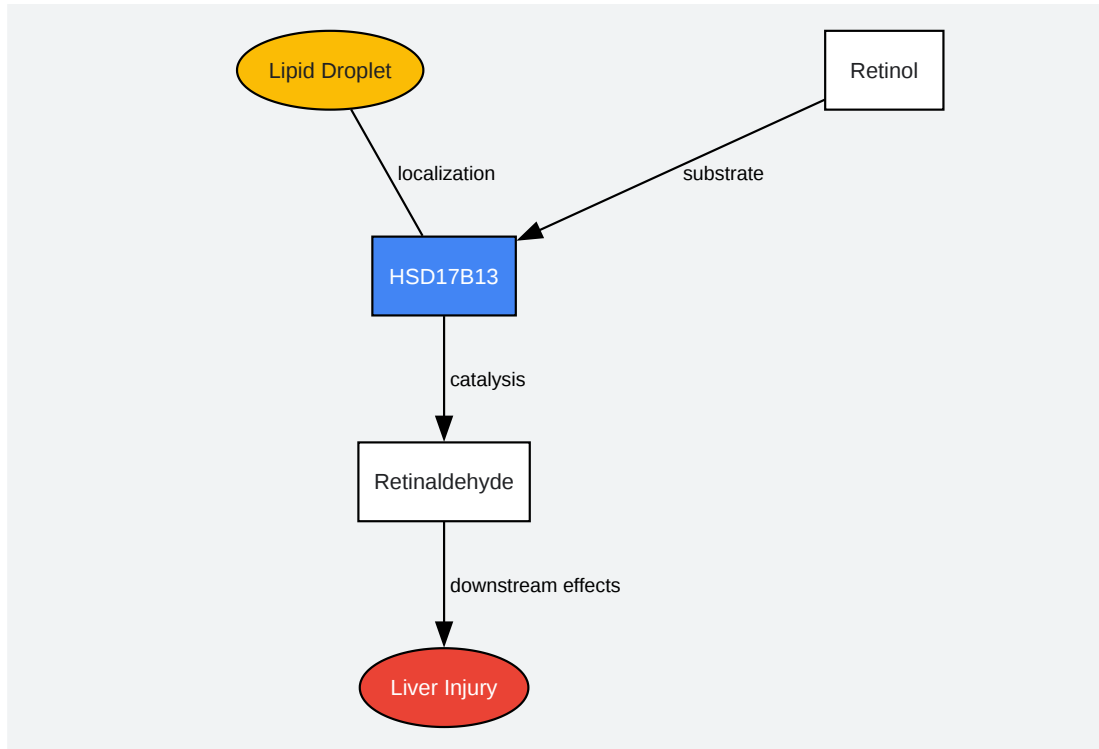 Lipid Droplet
Retinol
localization
substrate
HSD17B13
catalysis
Retinaldehyde
downstream effects
Liver Injury